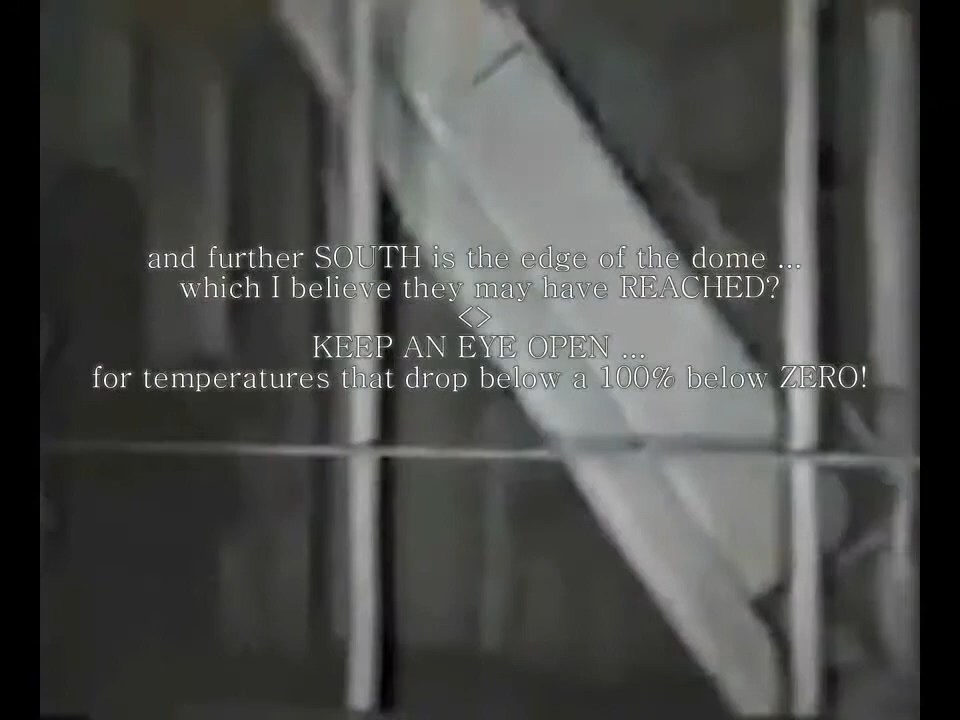 and further SOUTH is the edge of the dome ...
which I believe they may have REACHED?
<>
KEEP AN EYE OPEN ...
for temperatures that drop below a 100% below ZERO!